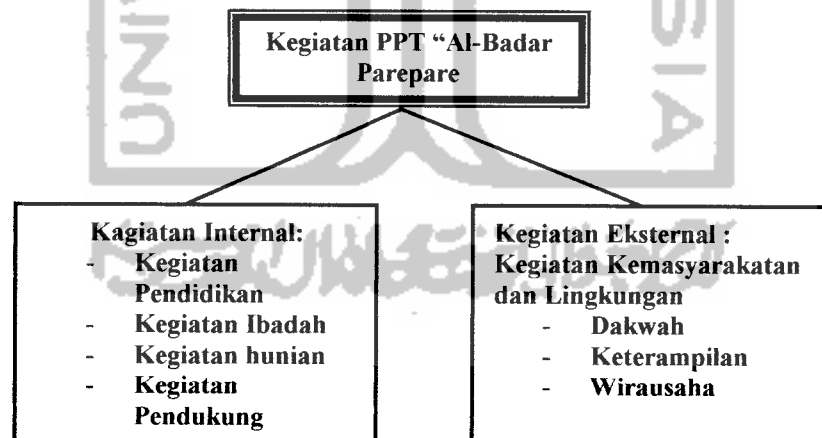 Kegiatan PPT “Al-Badar
Parepare
Kagiatan Internal:
- Kegiatan
Pendidikan
- Kegiatan Ibadah
- Kegiatan hunian
- Kegiatan
Pendukung
Kegiatan Eksternal :
Kegiatan Kemasyarakatan
dan Lingkungan
- Dakwah
- Keterampilan
- Wirausaha